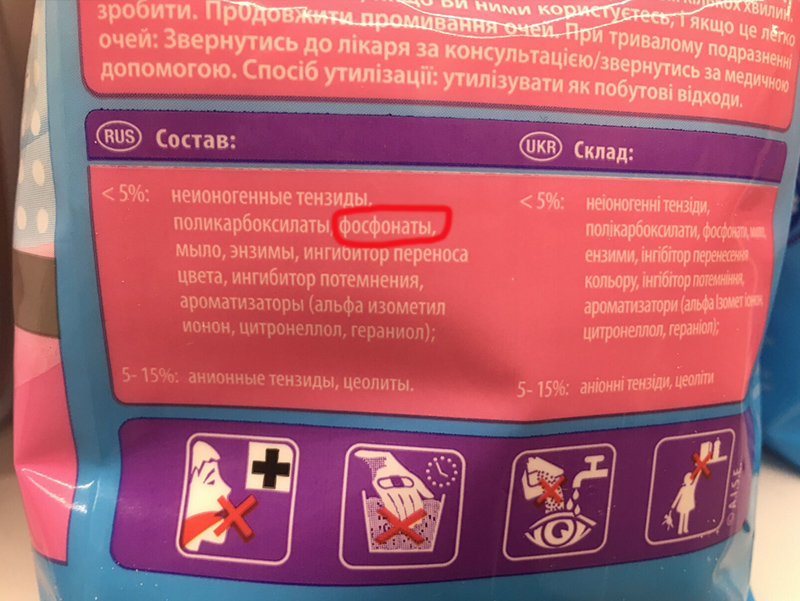 зробити. Продовжити промивання очей. При тривалому подразненні
очей: Звернутись до лікаря за консультацією/звернутись за медичною
допомогою. Спосіб утилізації: утилізувати як побутові відходи.
RUS Состав:
< 5%: неионогенные тензиды,
поликарбоксилаты, фосфонаты,
мыло, энзимы, ингибитор переноса
цвета, ингибитор потемнения,
ароматизаторы (альфа изометил
ионон, цитронеллол, гераниол);
5- 15%: анионные тензиды, цеолиты.
UKR Склад:
< 5%: неіоногенні тензіди,
полікарбоксилати, фосфонати, мило,
ензими, інгібітор перенесення
кольору, інгібітор потемніння,
ароматизатори (альфа ізомет іонон,
цитронеллол, гераніол);
5- 15%: аніонні тензіди, цеоліти
© A.I.S.E.